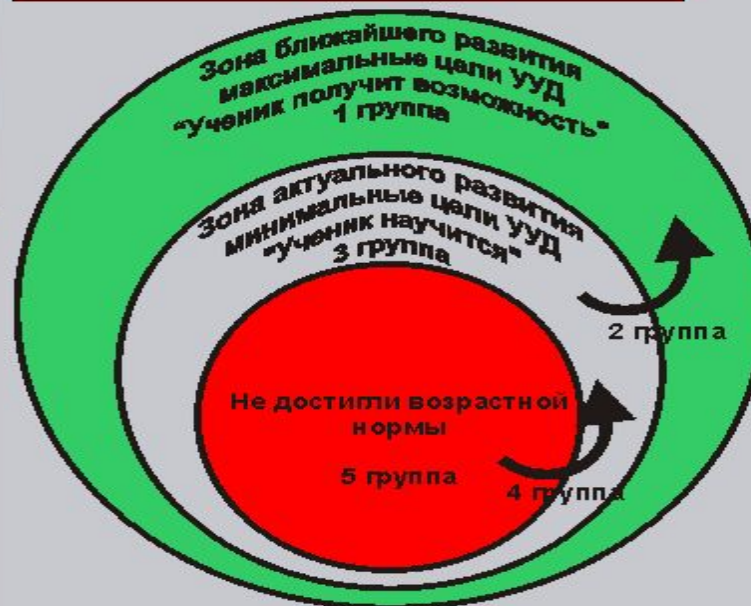 Зона ближайшего развития
максимальные цели УУД
"Ученик получит возможность"
1 группа
Зона актуального развития
минимальные цели УУД
"Ученик научится"
3 группа
2 группа
Не достигли возрастной
нормы
5 группа
4 группа